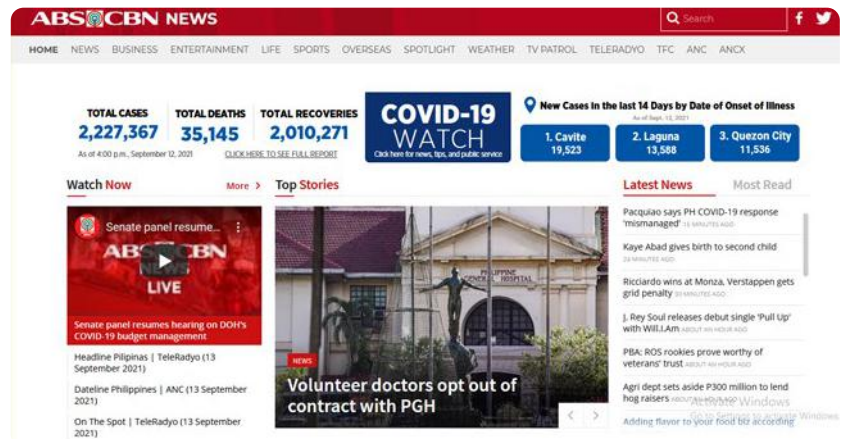 ABS CBN NEWS
Search
HOME NEWS BUSINESS ENTERTAINMENT LIFE SPORTS OVERSEAS SPOTLIGHT WEATHER TV PATROL TELERADYO TFC ANC ANCX
TOTAL CASES
2,227,367
TOTAL DEATHS
35,145
TOTAL RECOVERIES
2,010,271
As of 4:00 p.m., September 12, 2021
CLICK HERE TO SEE FULL REPORT
COVID-19
WATCH
Click here for news, tips, and public service
New Cases in the last 14 Days by Date of Onset of Illness
As of Sept. 12, 2021
1. Cavite
19,523
2. Laguna
13,588
3. Quezon City
11,536
Watch Now
More >
Senate panel resume...
ABS CBN
NEWS
LIVE
Senate panel resumes hearing on DOH's
COVID-19 budget management
Headline Pilipinas | TeleRadyo (13
September 2021)
Dateline Philippines | ANC (13 September
2021)
On The Spot | TeleRadyo (13 September
2021)
Top Stories
PHILIPPINE
GENERAL HOSPITAL
NEWS
Volunteer doctors opt out of
contract with PGH
Latest News
Most Read
Pacquiao says PH COVID-19 response
'mismanaged'
Kaye Abad gives birth to second child
Ricciardo wins at Monza, Verstappen gets
grid penalty
J. Rey Soul releases debut single 'Pull Up'
with Will.I.Am ABOUT AN HOUR AGO
PBA: ROS rookies prove worthy of
veterans' trust ABOUT AN HOUR AGO
Agri dept sets aside P300 million to lend
hog raisers
Adding flavor to your food biz according
Activate Windows
Go to Settings to activate Windows.